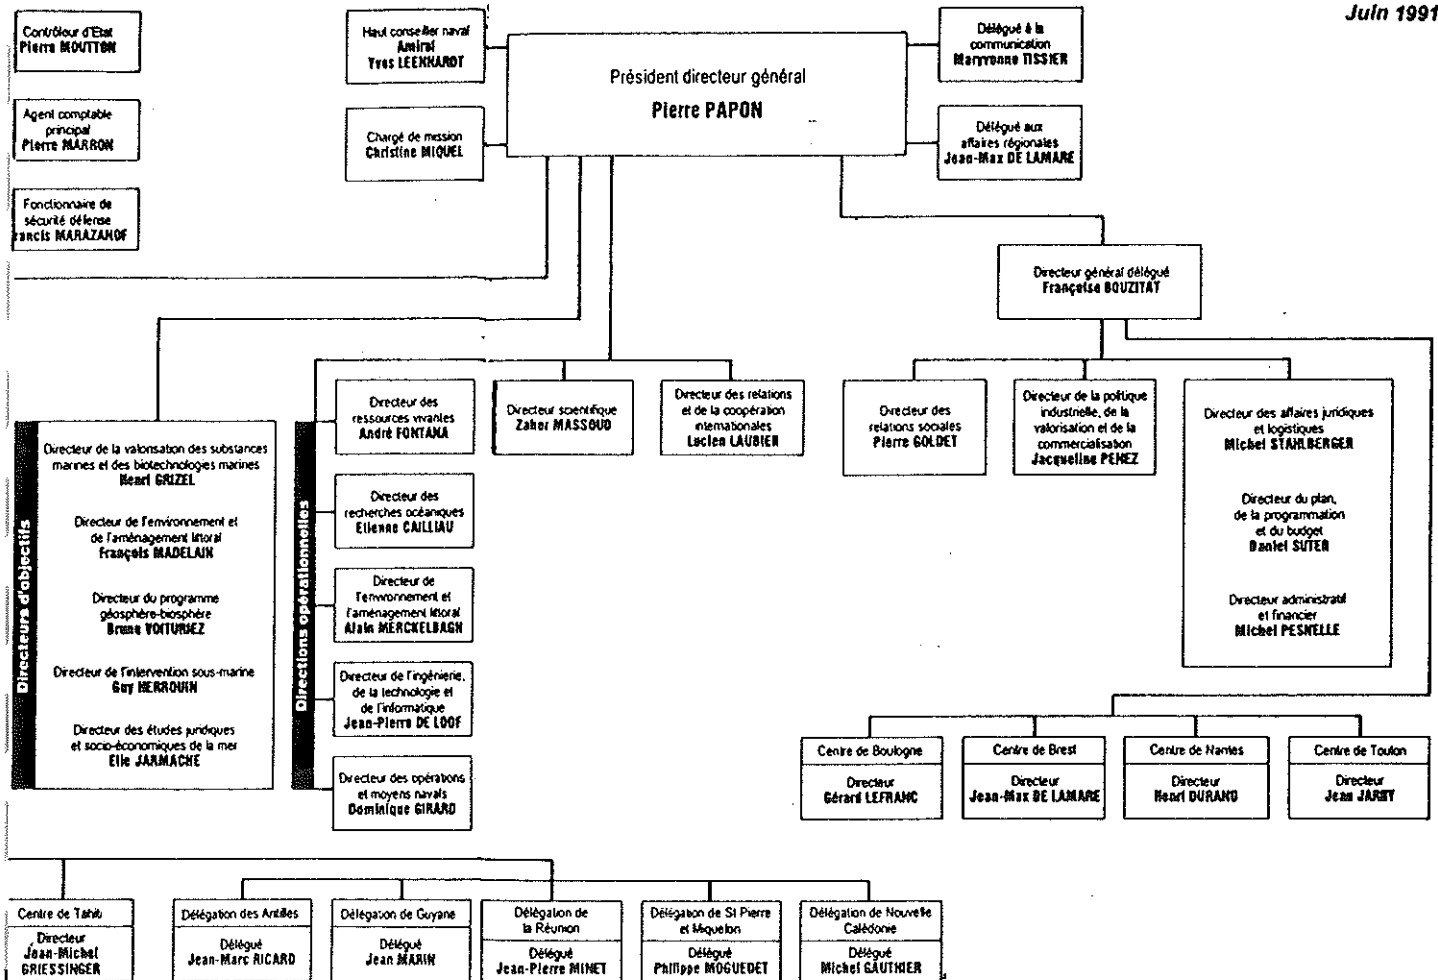 Juin 1991
Contrôleur d'Etat
Pierre MOUTTON
Agent comptable
principal
Pierre MARRON
Fonctionnaire de
sécurité défense
Haut conseiller naval
Amiral
Yves LEENHARDT
Chargé de mission
Christine MIQUEL
Président directeur général
Pierre PAPON
Délégué à la
communication
Maryvonne TISSIER
Délégué aux
affaires régionales
Jean-Max DE LAMARE
Directeur général délégué
Françoise BOUZITAT
Directeurs d'objectifs
Directeur de la valorisation des substances
marines et des biotechnologies marines
Henri GRIZEL
Directeur de l'environnement et
de l'aménagement littoral
François MADELAIN
Directeur du programme
géosphère-biosphère
Bruno VOITURIEZ
Directeur de l'intervention sous-marine
Guy HERROUIN
Directeur des études juridiques
et socio-économiques de la mer
Elie JARMACHE
Directions opérationnelles
Directeur des
ressources vivantes
André FONTANA
Directeur des
recherches océaniques
Etienne CAILLIAU
Directeur de
l'environnement et
l'aménagement littoral
Alain MERCKELBAGH
Directeur de l'ingénierie,
de la technologie et
de l'informatique
Jean-Pierre DE LOOF
Directeur des opérations
et moyens navals
Dominique GIRARD
Directeur scientifique
Zaher MASSOUD
Directeur des relations
et de la coopération
internationales
Lucien LAUBIER
Directeur des
relations sociales
Pierre GOLDET
Directeur de la politique
industrielle, de la
valorisation et de la
commercialisation
Jacqueline PENEZ
Directeur des affaires juridiques
et logistiques
Michel STAHLBERGER
Directeur du plan,
de la programmation
et du budget
Daniel SUTER
Directeur administratif
et financier
Michel PESNELLE
Centre de Boulogne
Directeur
Gérard LEFRANC
Centre de Brest
Directeur
Jean-Max DE LAMARE
Centre de Nantes
Directeur
Henri DURAND
Centre de Toulon
Directeur
Jean JARRY
Centre de Tahiti
Directeur
Jean-Michel
GRIESSINGER
Délégation des Antilles
Délégué
Jean-Marc RICARD
Délégation de Guyane
Délégué
Jean MARIN
Délégation de
la Réunion
Délégué
Jean-Pierre MINET
Délégation de St Pierre
et Miquelon
Délégué
Philippe MOGUEDET
Délégation de Nouvelle
Calédonie
Délégué
Michel GAUTHIER